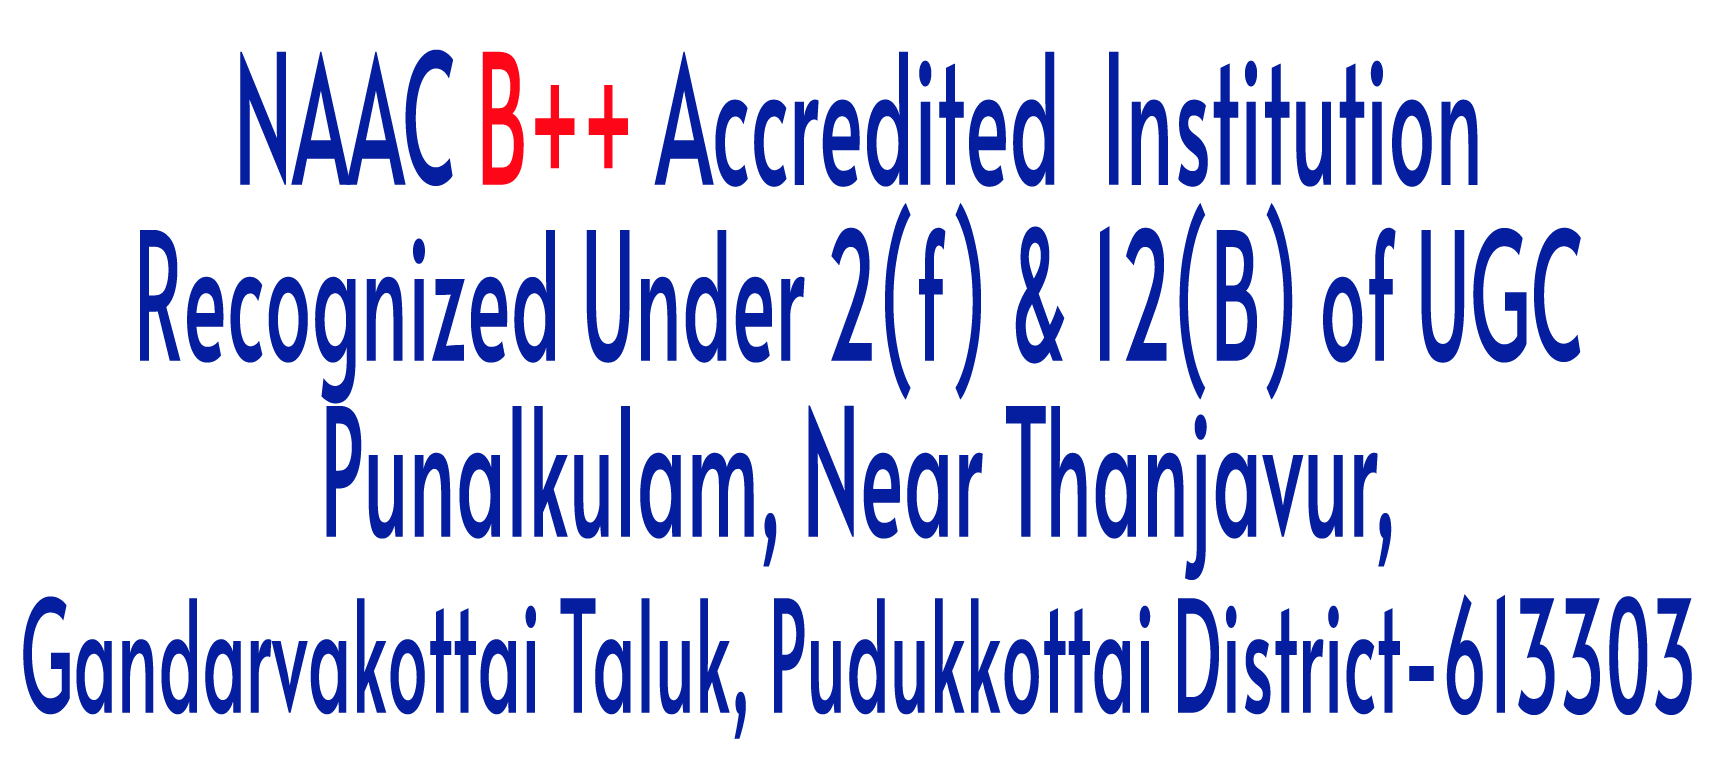 NAAC B++ Accredited Institution
Recognized Under 2(f) & 12(B) of UGC
Punalkulam, Near Thanjavur,
Gandarvakottai Taluk, Pudukkottai District-613303